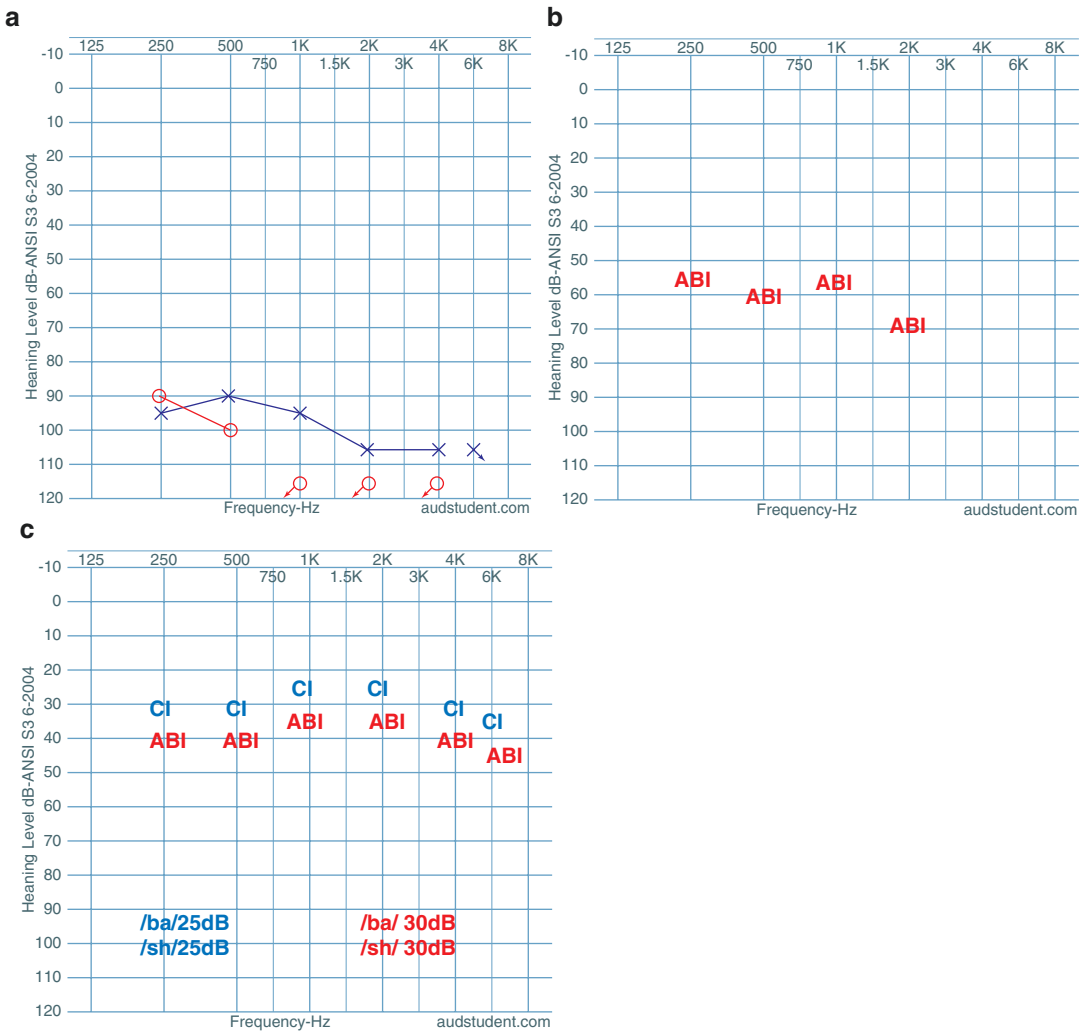 a
125 250 500 1K 2K 4K 8K
750 1.5K 3K 6K
-10
0
10
20
30
40
50
60
70
80
90
100
110
120
Heaning Level dB-ANSI S3 6-2004
Frequency-Hz audstudent.com
b
125 250 500 1K 2K 4K 8K
750 1.5K 3K 6K
-10
0
10
20
30
40
50
60
70
80
90
100
110
120
Heaning Level dB-ANSI S3 6-2004
ABI ABI ABI ABI
Frequency-Hz audstudent.com
c
125 250 500 1K 2K 4K 8K
750 1.5K 3K 6K
-10
0
10
20
30
40
50
60
70
80
90
100
110
120
Heaning Level dB-ANSI S3 6-2004
CI CI CI CI CI CI
ABI ABI ABI ABI ABI ABI
/ba/25dB /ba/ 30dB
/sh/25dB /sh/ 30dB
Frequency-Hz audstudent.com